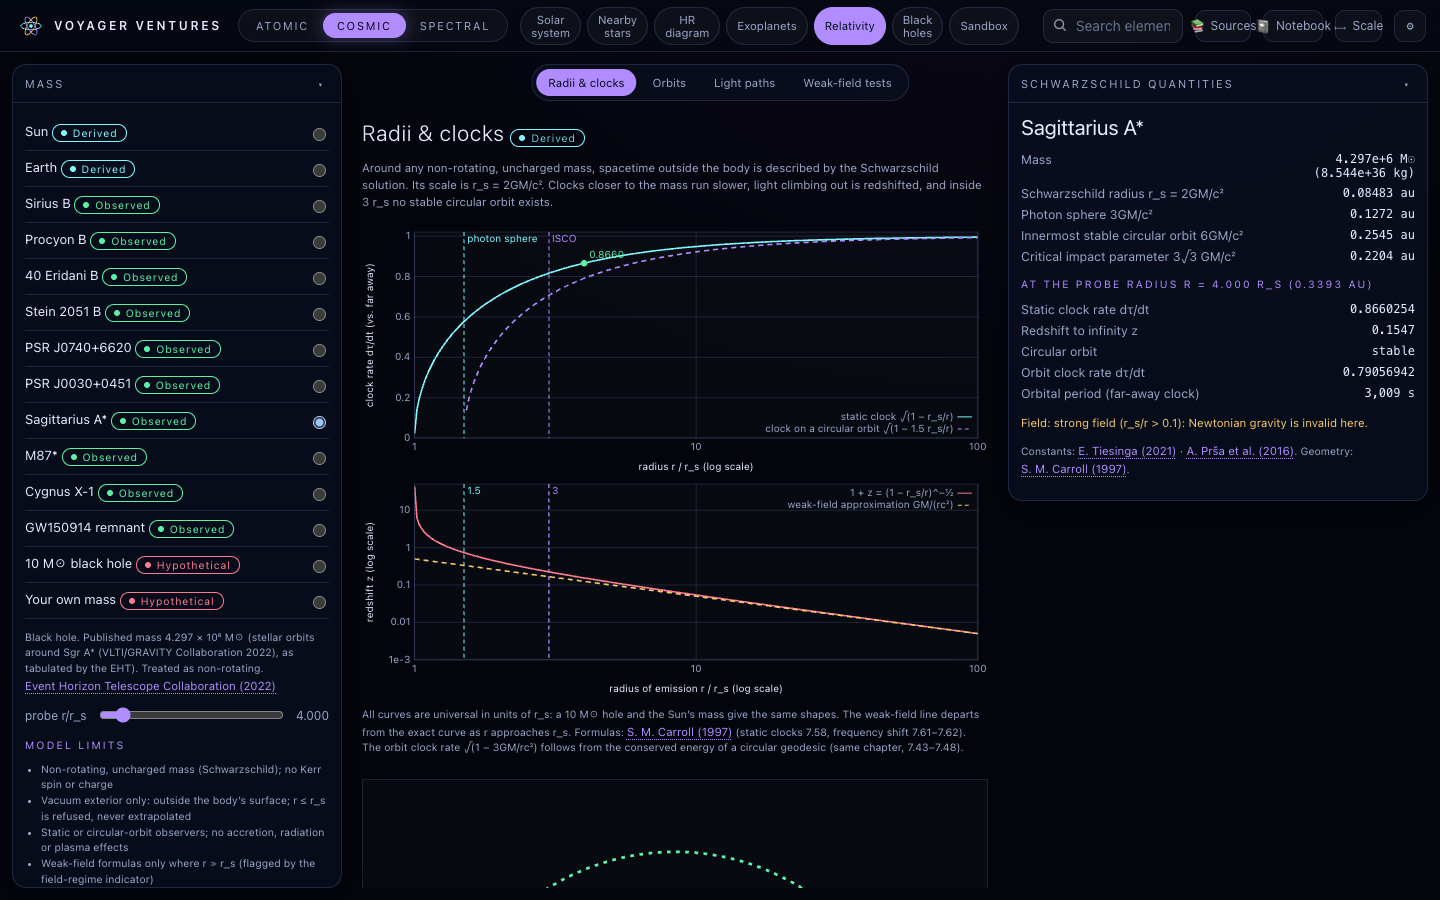 VOYAGER VENTURES
ATOMIC
COSMIC
SPECTRAL
Solar system
Nearby stars
HR diagram
Exoplanets
Relativity
Black holes
Sandbox
Search elemen
Sources
Notebook
Scale
MASS
Sun Derived
Earth Derived
Sirius B Observed
Procyon B Observed
40 Eridani B Observed
Stein 2051 B Observed
PSR J0740+6620 Observed
PSR J0030+0451 Observed
Sagittarius A* Observed
M87* Observed
Cygnus X-1 Observed
GW150914 remnant Observed
10 M☉ black hole Hypothetical
Your own mass Hypothetical
Black hole. Published mass 4.297 × 10⁶ M☉ (stellar orbits
around Sgr A* (VLTI/GRAVITY Collaboration 2022), as
tabulated by the EHT). Treated as non-rotating.
Event Horizon Telescope Collaboration (2022)
probe r/r_s 4.000
MODEL LIMITS
• Non-rotating, uncharged mass (Schwarzschild); no Kerr
spin or charge
• Vacuum exterior only: outside the body's surface; r ≤ r_s
is refused, never extrapolated
• Static or circular-orbit observers; no accretion, radiation
or plasma effects
• Weak-field formulas only where r ≫ r_s (flagged by the
field-regime indicator)
Radii & clocks
Orbits
Light paths
Weak-field tests
Radii & clocks Derived
Around any non-rotating, uncharged mass, spacetime outside the body is described by the Schwarzschild
solution. Its scale is r_s = 2GM/c². Clocks closer to the mass run slower, light climbing out is redshifted, and inside
3 r_s no stable circular orbit exists.
clock rate dτ/dt (vs. far away)
1
0.8
0.6
0.4
0.2
0
photon sphere
ISCO
0.8660
static clock √(1 − r_s/r)
clock on a circular orbit √(1 − 1.5 r_s/r)
1
10
100
radius r / r_s (log scale)
redshift z (log scale)
10
1
0.1
0.01
1e-3
1.5
3
1 + z = (1 − r_s/r)^−½
weak-field approximation GM/(rc²)
1
10
100
radius of emission r / r_s (log scale)
All curves are universal in units of r_s: a 10 M☉ hole and the Sun's mass give the same shapes. The weak-field line departs
from the exact curve as r approaches r_s. Formulas: S. M. Carroll (1997) (static clocks 7.58, frequency shift 7.61–7.62).
The orbit clock rate √(1 − 3GM/rc²) follows from the conserved energy of a circular geodesic (same chapter, 7.43–7.48).
SCHWARZSCHILD QUANTITIES
Sagittarius A*
Mass 4.297e+6 M☉
(8.544e+36 kg)
Schwarzschild radius r_s = 2GM/c² 0.08483 au
Photon sphere 3GM/c² 0.1272 au
Innermost stable circular orbit 6GM/c² 0.2545 au
Critical impact parameter 3√3 GM/c² 0.2204 au
AT THE PROBE RADIUS R = 4.000 R_S (0.3393 AU)
Static clock rate dτ/dt 0.8660254
Redshift to infinity z 0.1547
Circular orbit stable
Orbit clock rate dτ/dt 0.79056942
Orbital period (far-away clock) 3,009 s
Field: strong field (r_s/r > 0.1): Newtonian gravity is invalid here.
Constants: E. Tiesinga (2021) · A. Prša et al. (2016). Geometry:
S. M. Carroll (1997).